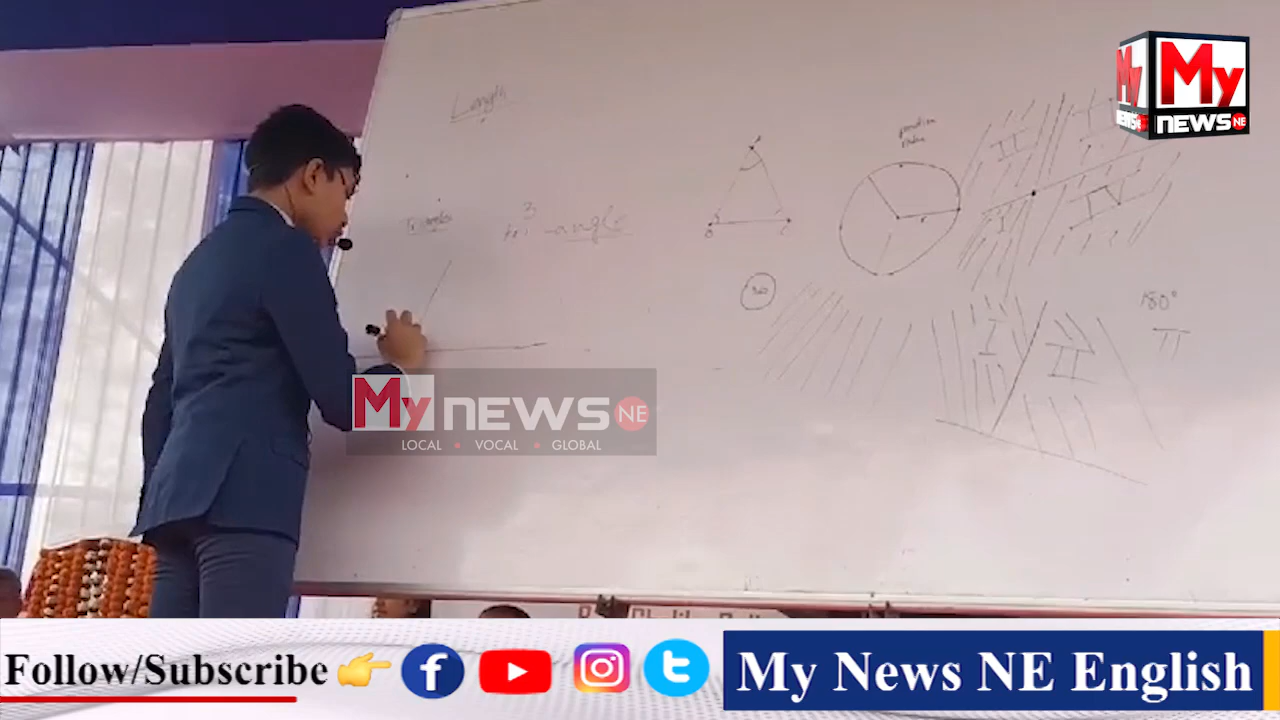 My
NEWS NE
Length
Triangles
3
tri-angle
360
r
I
II
III
IV
180°
π
My NEWS NE
LOCAL • VOCAL • GLOBAL
Follow/Subscribe
My News NE English